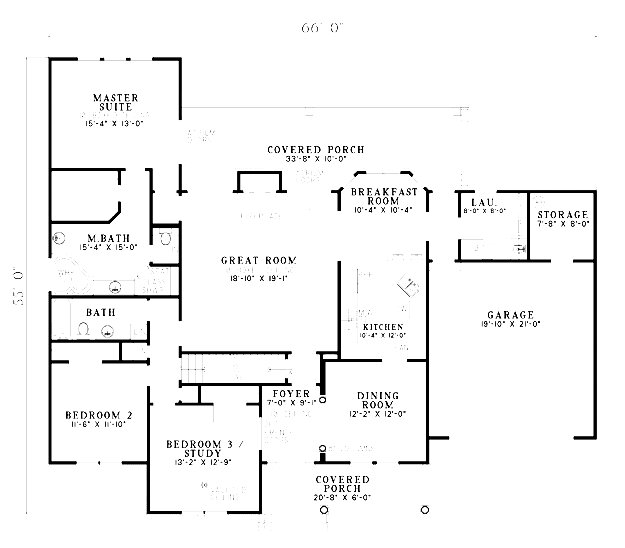 66'-0"
MASTER
SUITE
15'-4" X 13'-0"
COVERED PORCH
33'-8" X 10'-0"
BREAKFAST
ROOM
10'-4" X 10'-4"
LAU.
8'-0" X 8'-0"
STORAGE
7'-8" X 8'-0"
M.BATH
15'-4" X 15'-0"
GREAT ROOM
18'-10" X 19'-1"
55'-0"
BATH
KITCHEN
10'-4" X 12'-0"
GARAGE
19'-10" X 21'-0"
FOYER
7'-0" X 9'-1"
DINING
ROOM
12'-2" X 12'-0"
BEDROOM 2
11'-6" X 11'-10"
BEDROOM 3 /
STUDY
13'-2" X 12'-9"
COVERED
PORCH
20'-8" X 6'-0"